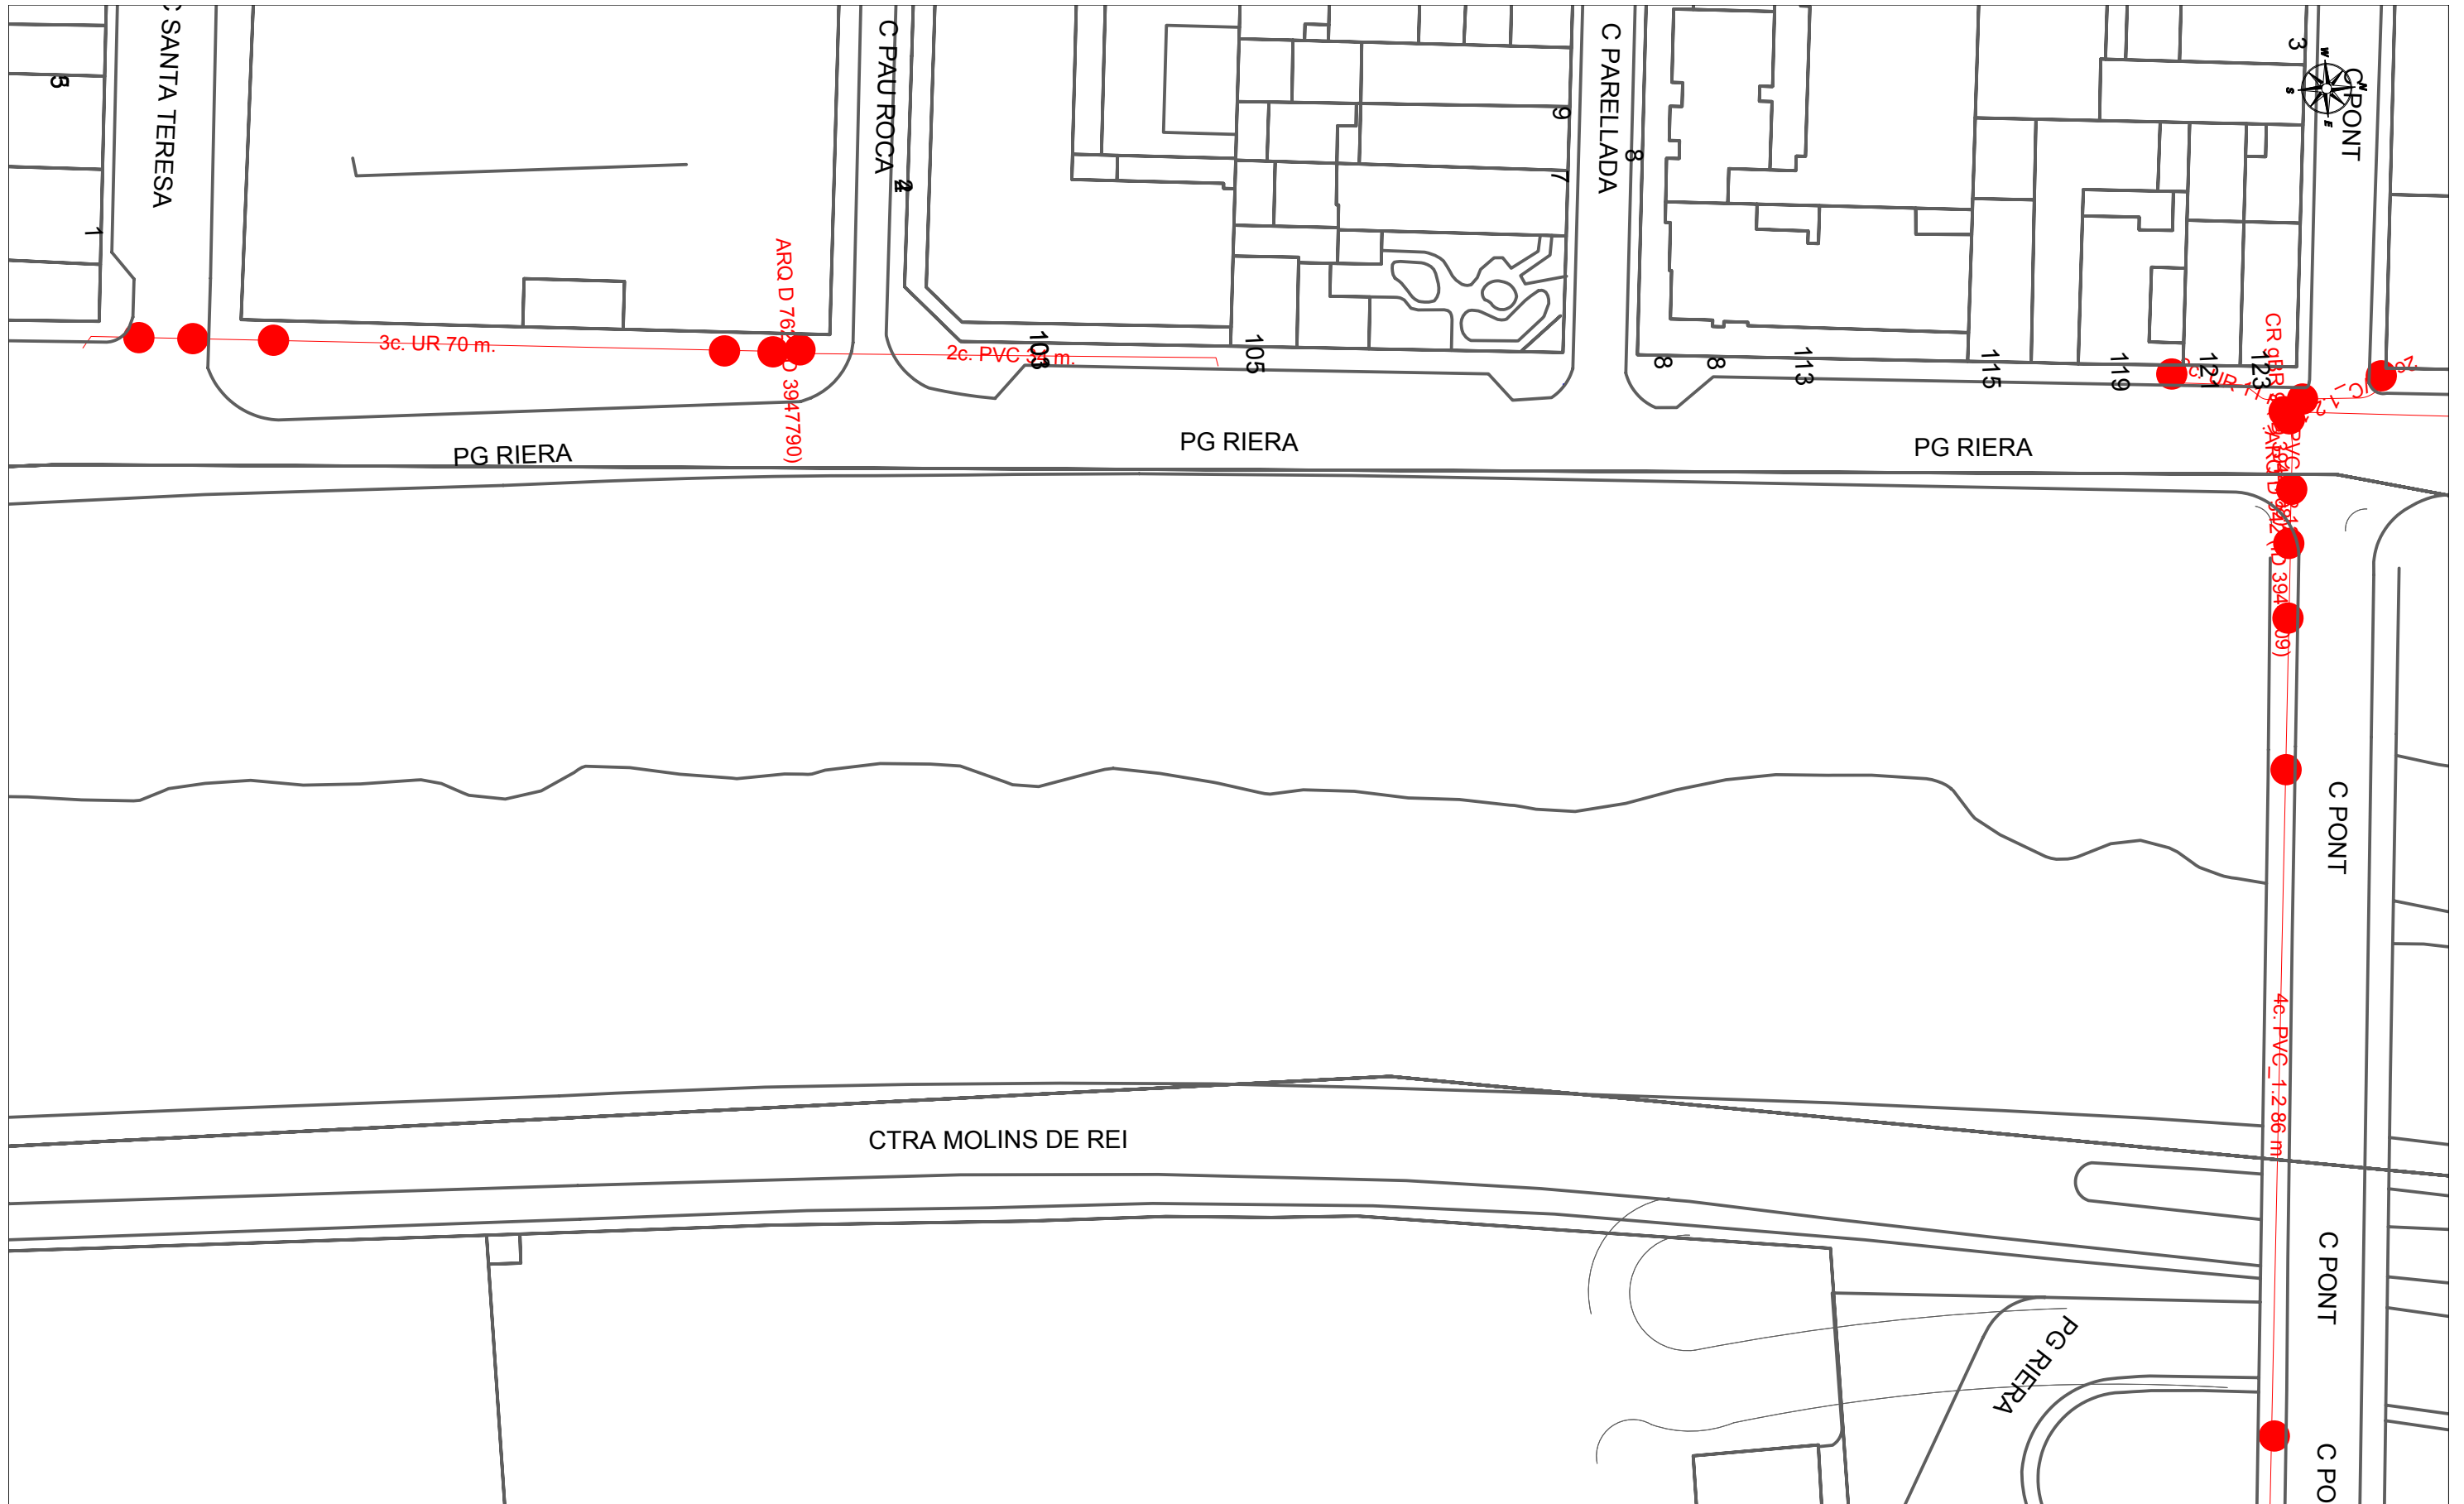 C SANTA TERESA
C PAU ROCA
C PARELLADA
C PONT
3
W
N
S
E
1
9
7
8
3c. UR 70 m.
2c. PVC
105
8
8
113
115
119
121
123
PG RIERA
PG RIERA
PG RIERA
C PONT
4c. PVC_1.2 86 m
CTRA MOLINS DE REI
C PONT
PG RIERA
C PO